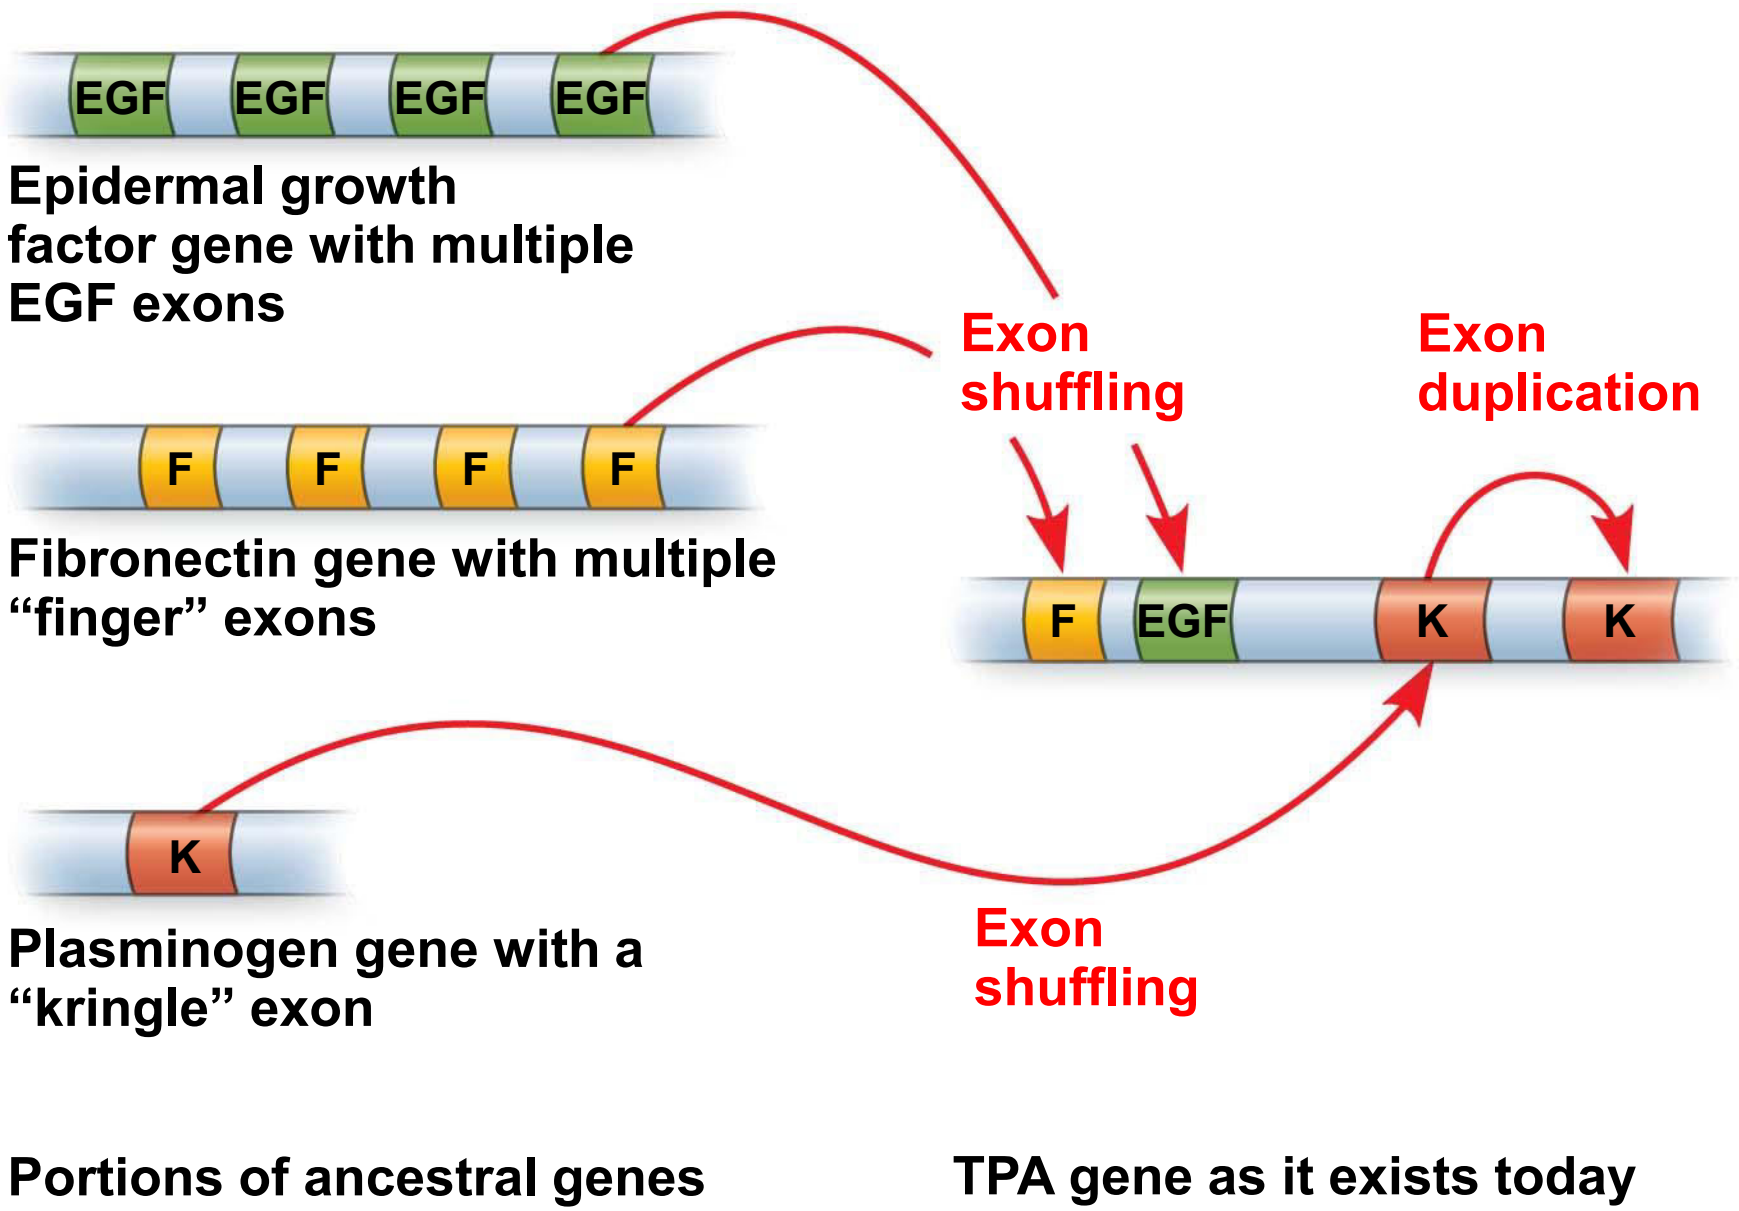 EGF EGF EGF EGF
Epidermal growth
factor gene with multiple
EGF exons
Exon
shuffling
Exon
duplication
F F F F
Fibronectin gene with multiple
“finger” exons
F EGF K K
K
Plasminogen gene with a
“kringle” exon
Exon
shuffling
Portions of ancestral genes
TPA gene as it exists today